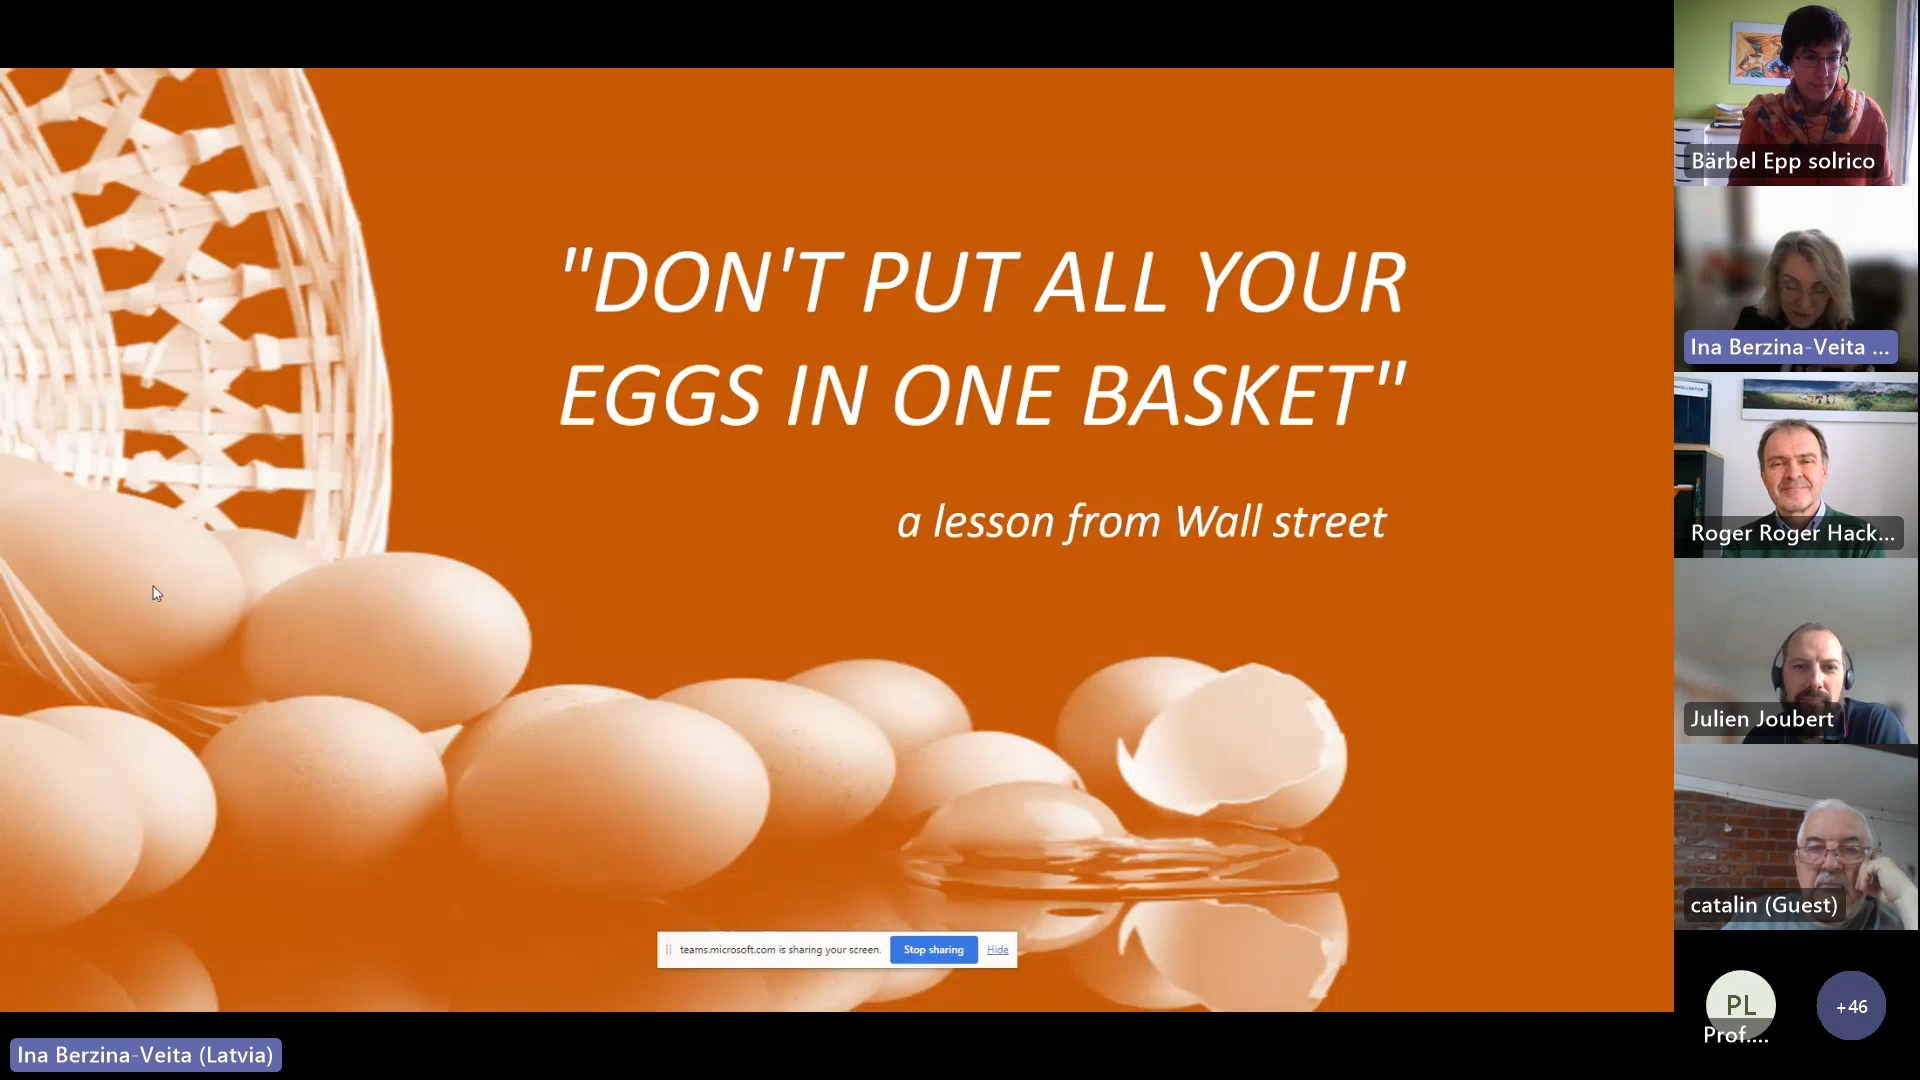 "DON'T PUT ALL YOUR
EGGS IN ONE BASKET"
a lesson from Wall street
teams.microsoft.com is sharing your screen.
Stop sharing
Hide
Ina Berzina-Veita (Latvia)
Bärbel Epp solrico
Ina Berzina-Veita ...
Roger Roger Hack...
Julien Joubert
catalin (Guest)
PL
Prof....
+46